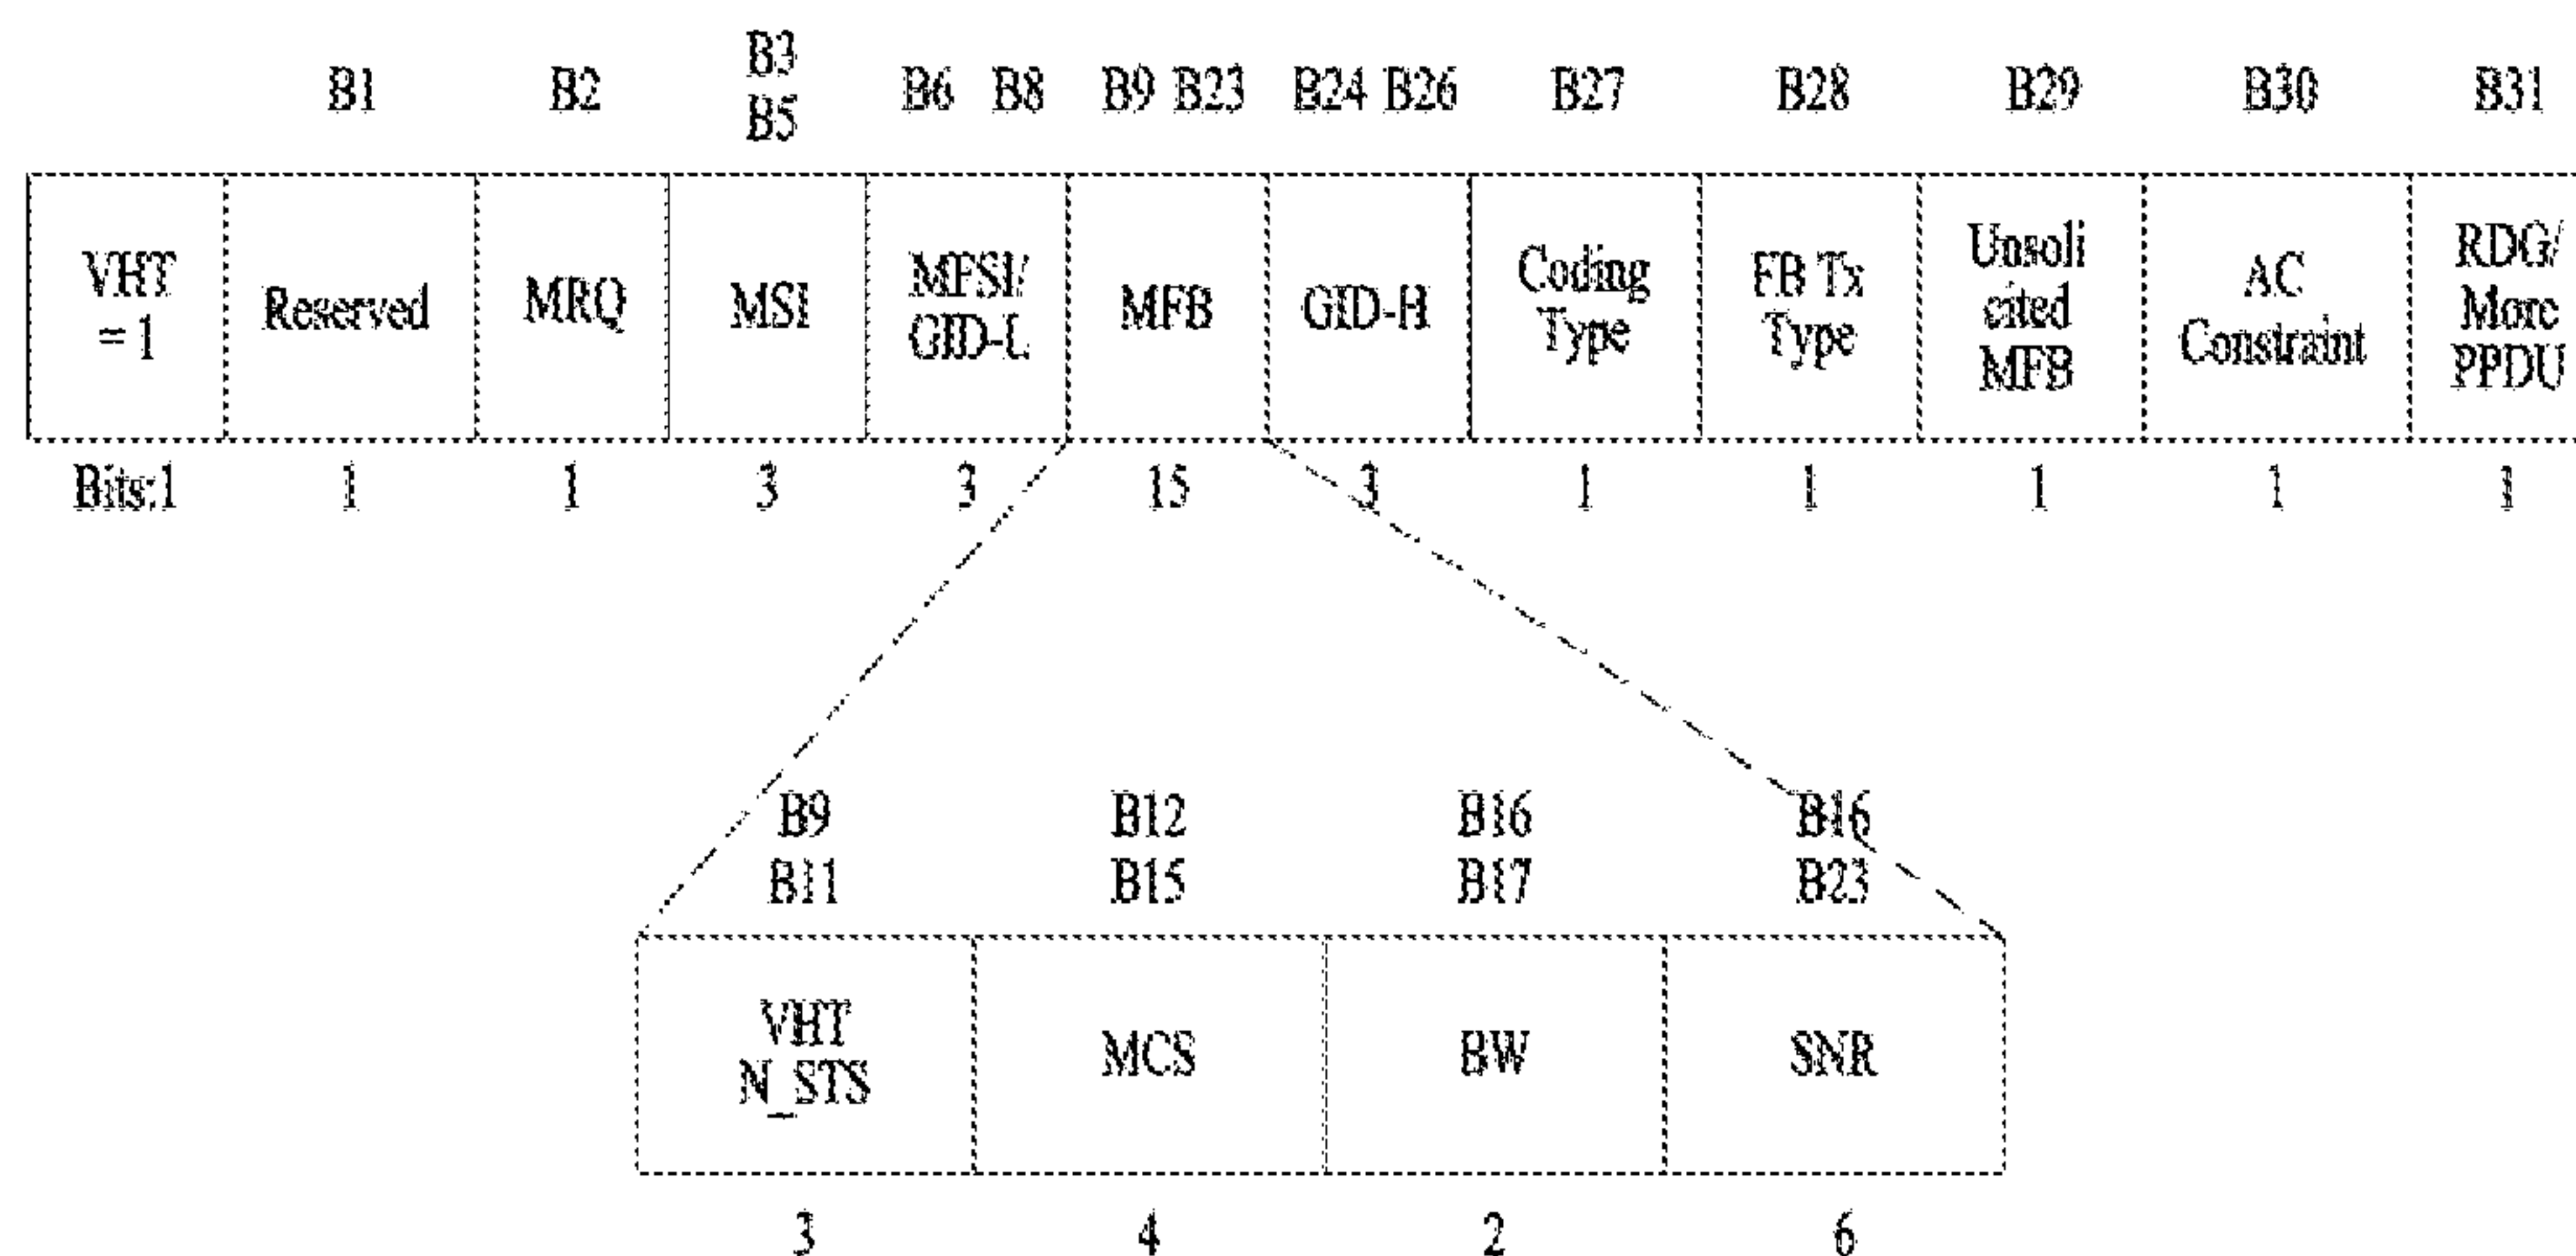 B1 B2 B3 B5 B6 B8 B9 B23 B24 B26 B27 B28 B29 B30 B31
VHT =1
Reserved
MRQ
MSI
MFSI/
GID-L
MFB
GID-H
Coding
Type
FB Tx
Type
Unsoli
cited
MFB
AC
Constraint
RDG/
More
PPDU
Bits:1 1 1 3 3 15 3 1 1 1 1 1
B9 B12 B16 B16
B11 B15 B17 B23
VHT
N_STS
MCS
BW
SNR
3 4 2 6